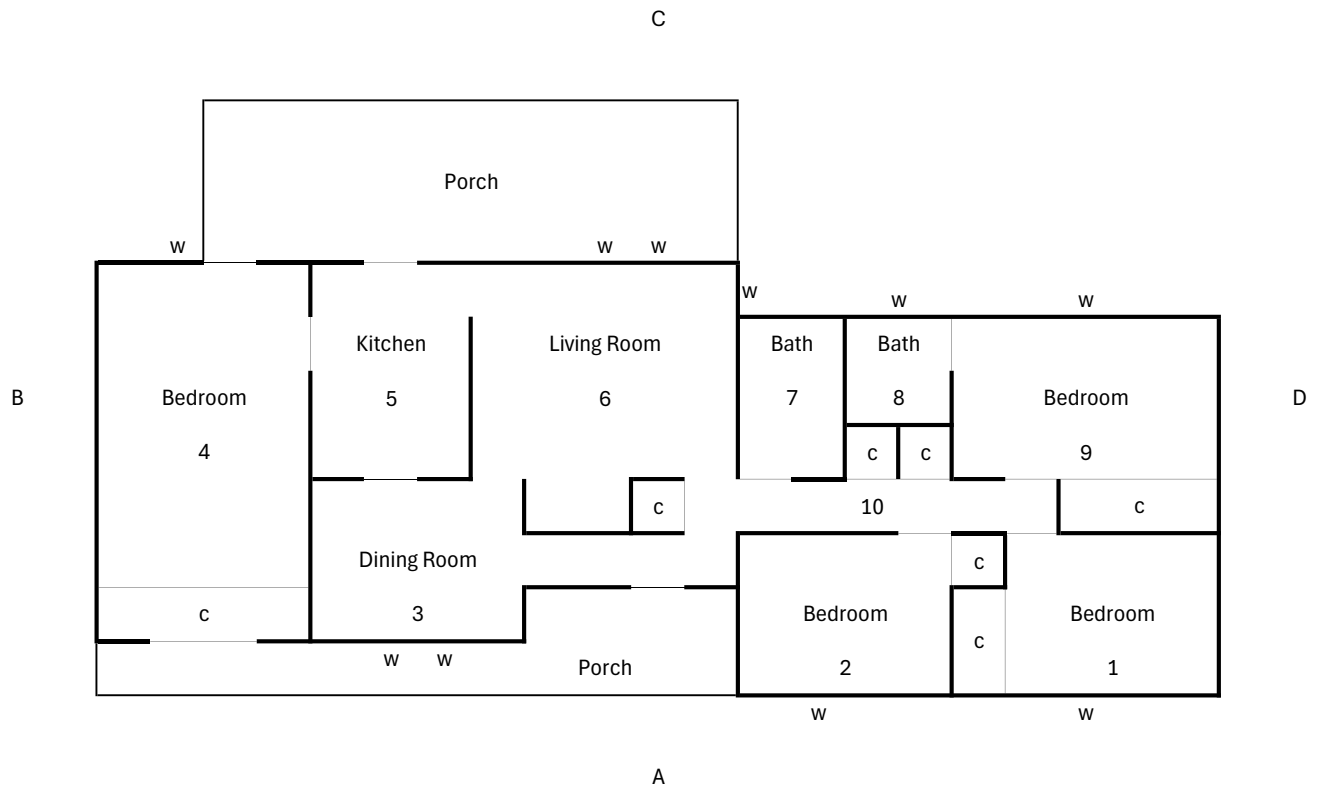 C
Porch
w w w
w w w
Kitchen Living Room Bath Bath
B Bedroom 5 6 7 8 Bedroom D
4 c c 9
c 10 c
Dining Room c
c 3 Bedroom Bedroom
c
w w Porch 2 1
w w
A